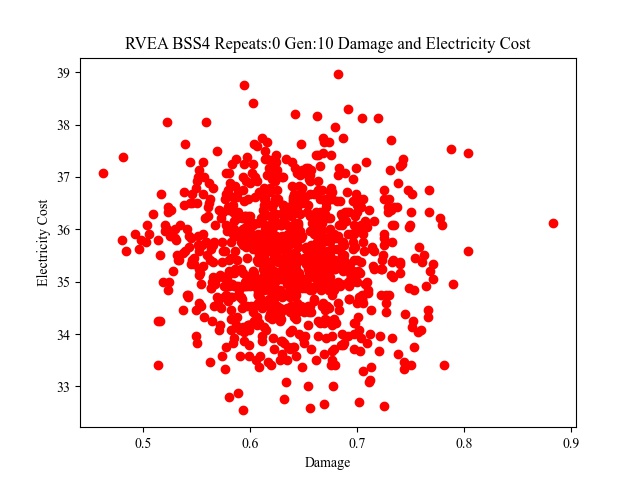 RVEA BSS4 Repeats:0 Gen:10 Damage and Electricity Cost
39
38
37
36
35
34
33
Electricity Cost
0.5 0.6 0.7 0.8 0.9
Damage